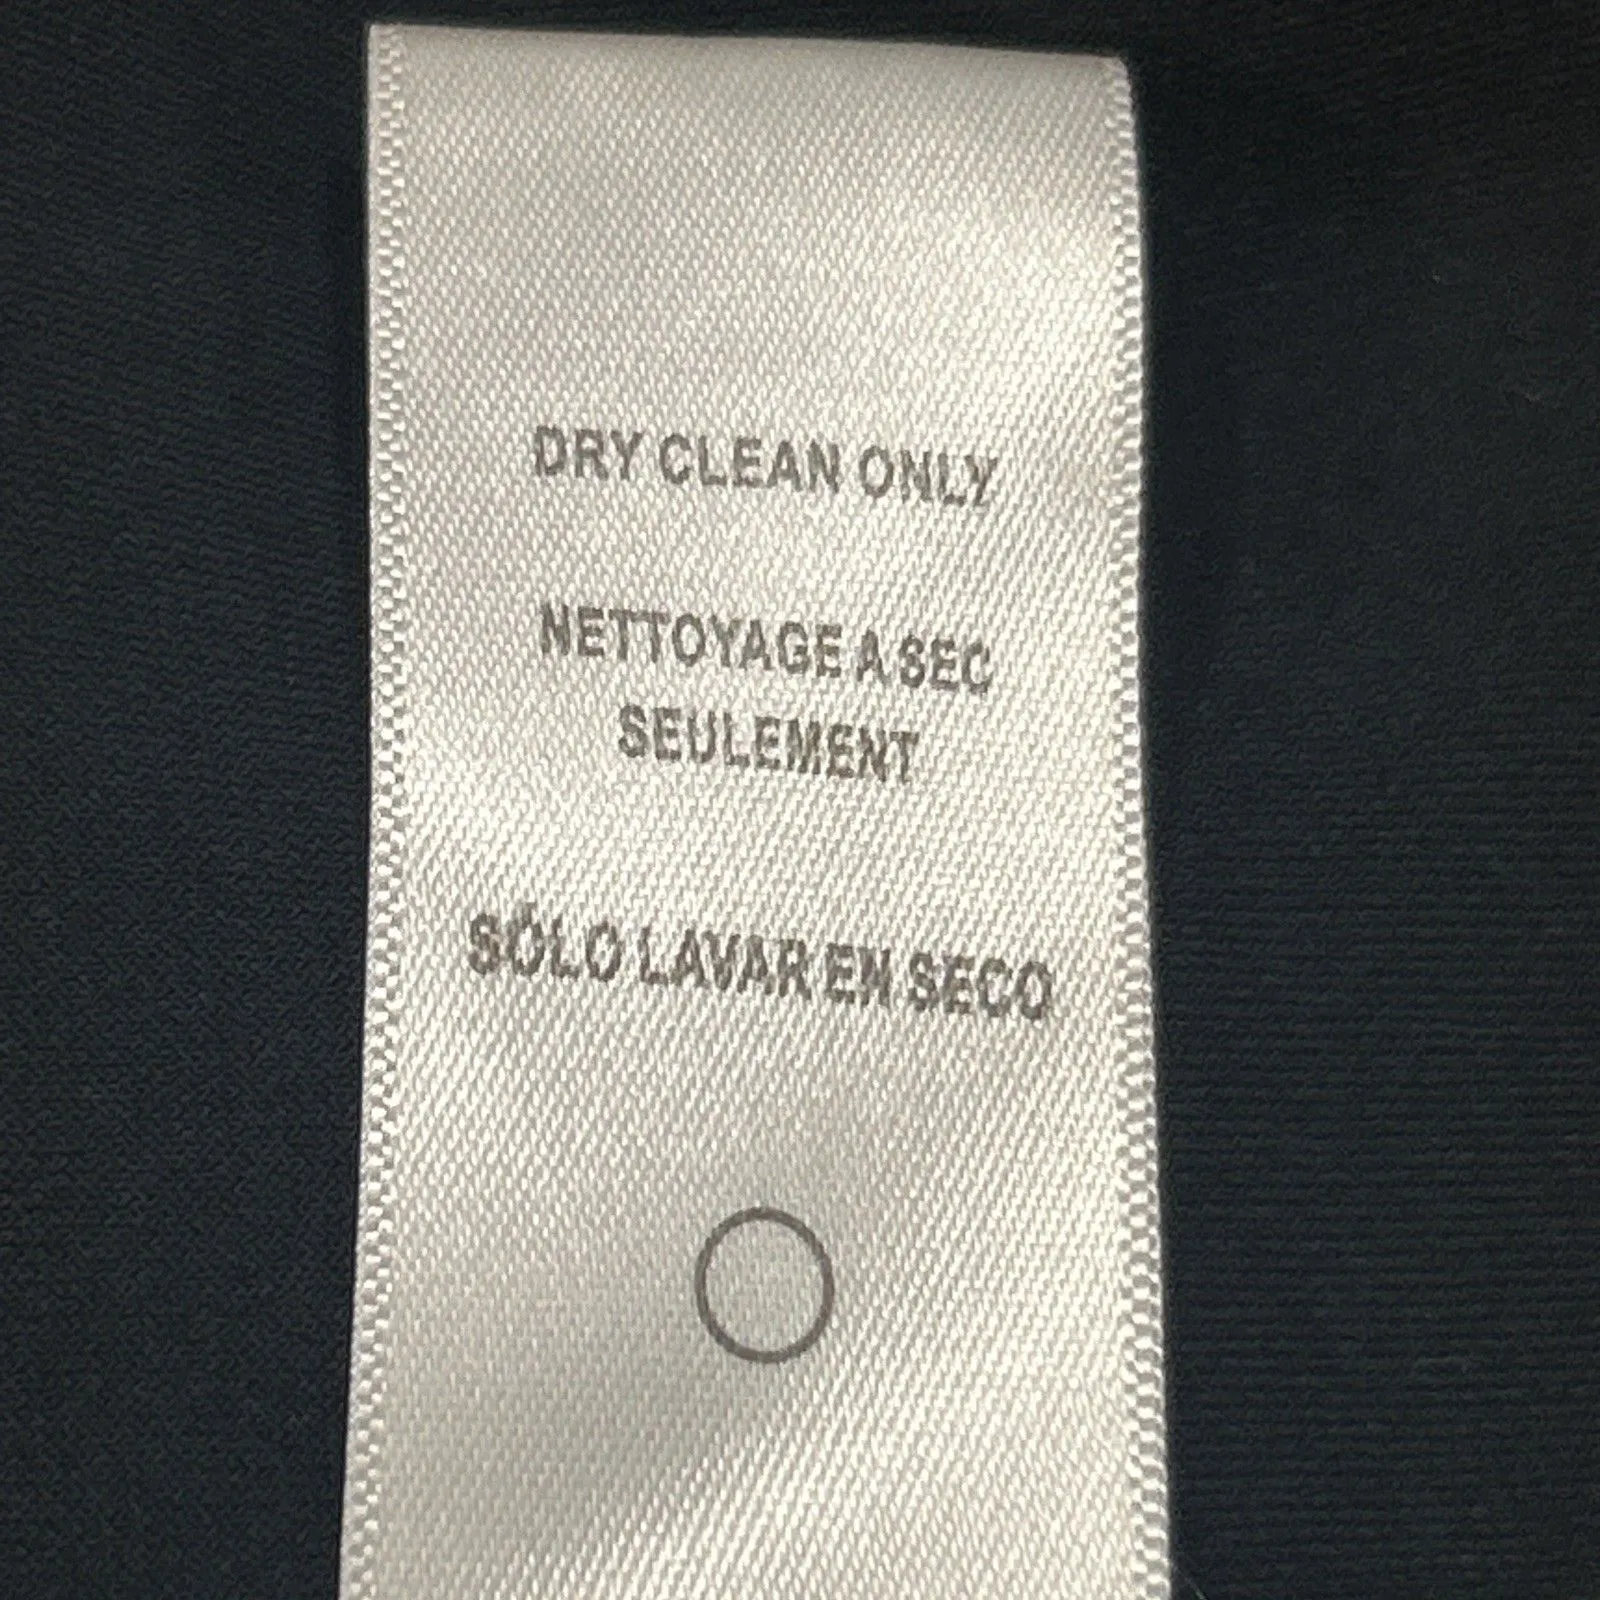 DRY CLEAN ONLY
NETTOYAGE A SEC
SEULEMENT
SÓLO LAVAR EN SECO